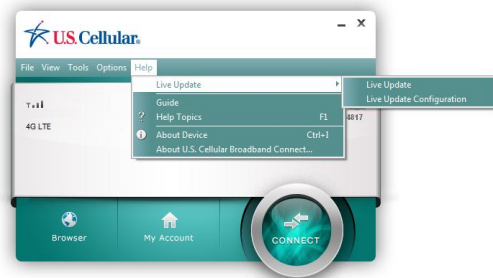 U.S. Cellular®
File View Tools Options Help
Live Update
Live Update
Live Update Configuration
Guide
? Help Topics F1
4817
4G LTE
About Device Ctrl+I
About U.S. Cellular Broadband Connect...
Browser
My Account
CONNECT